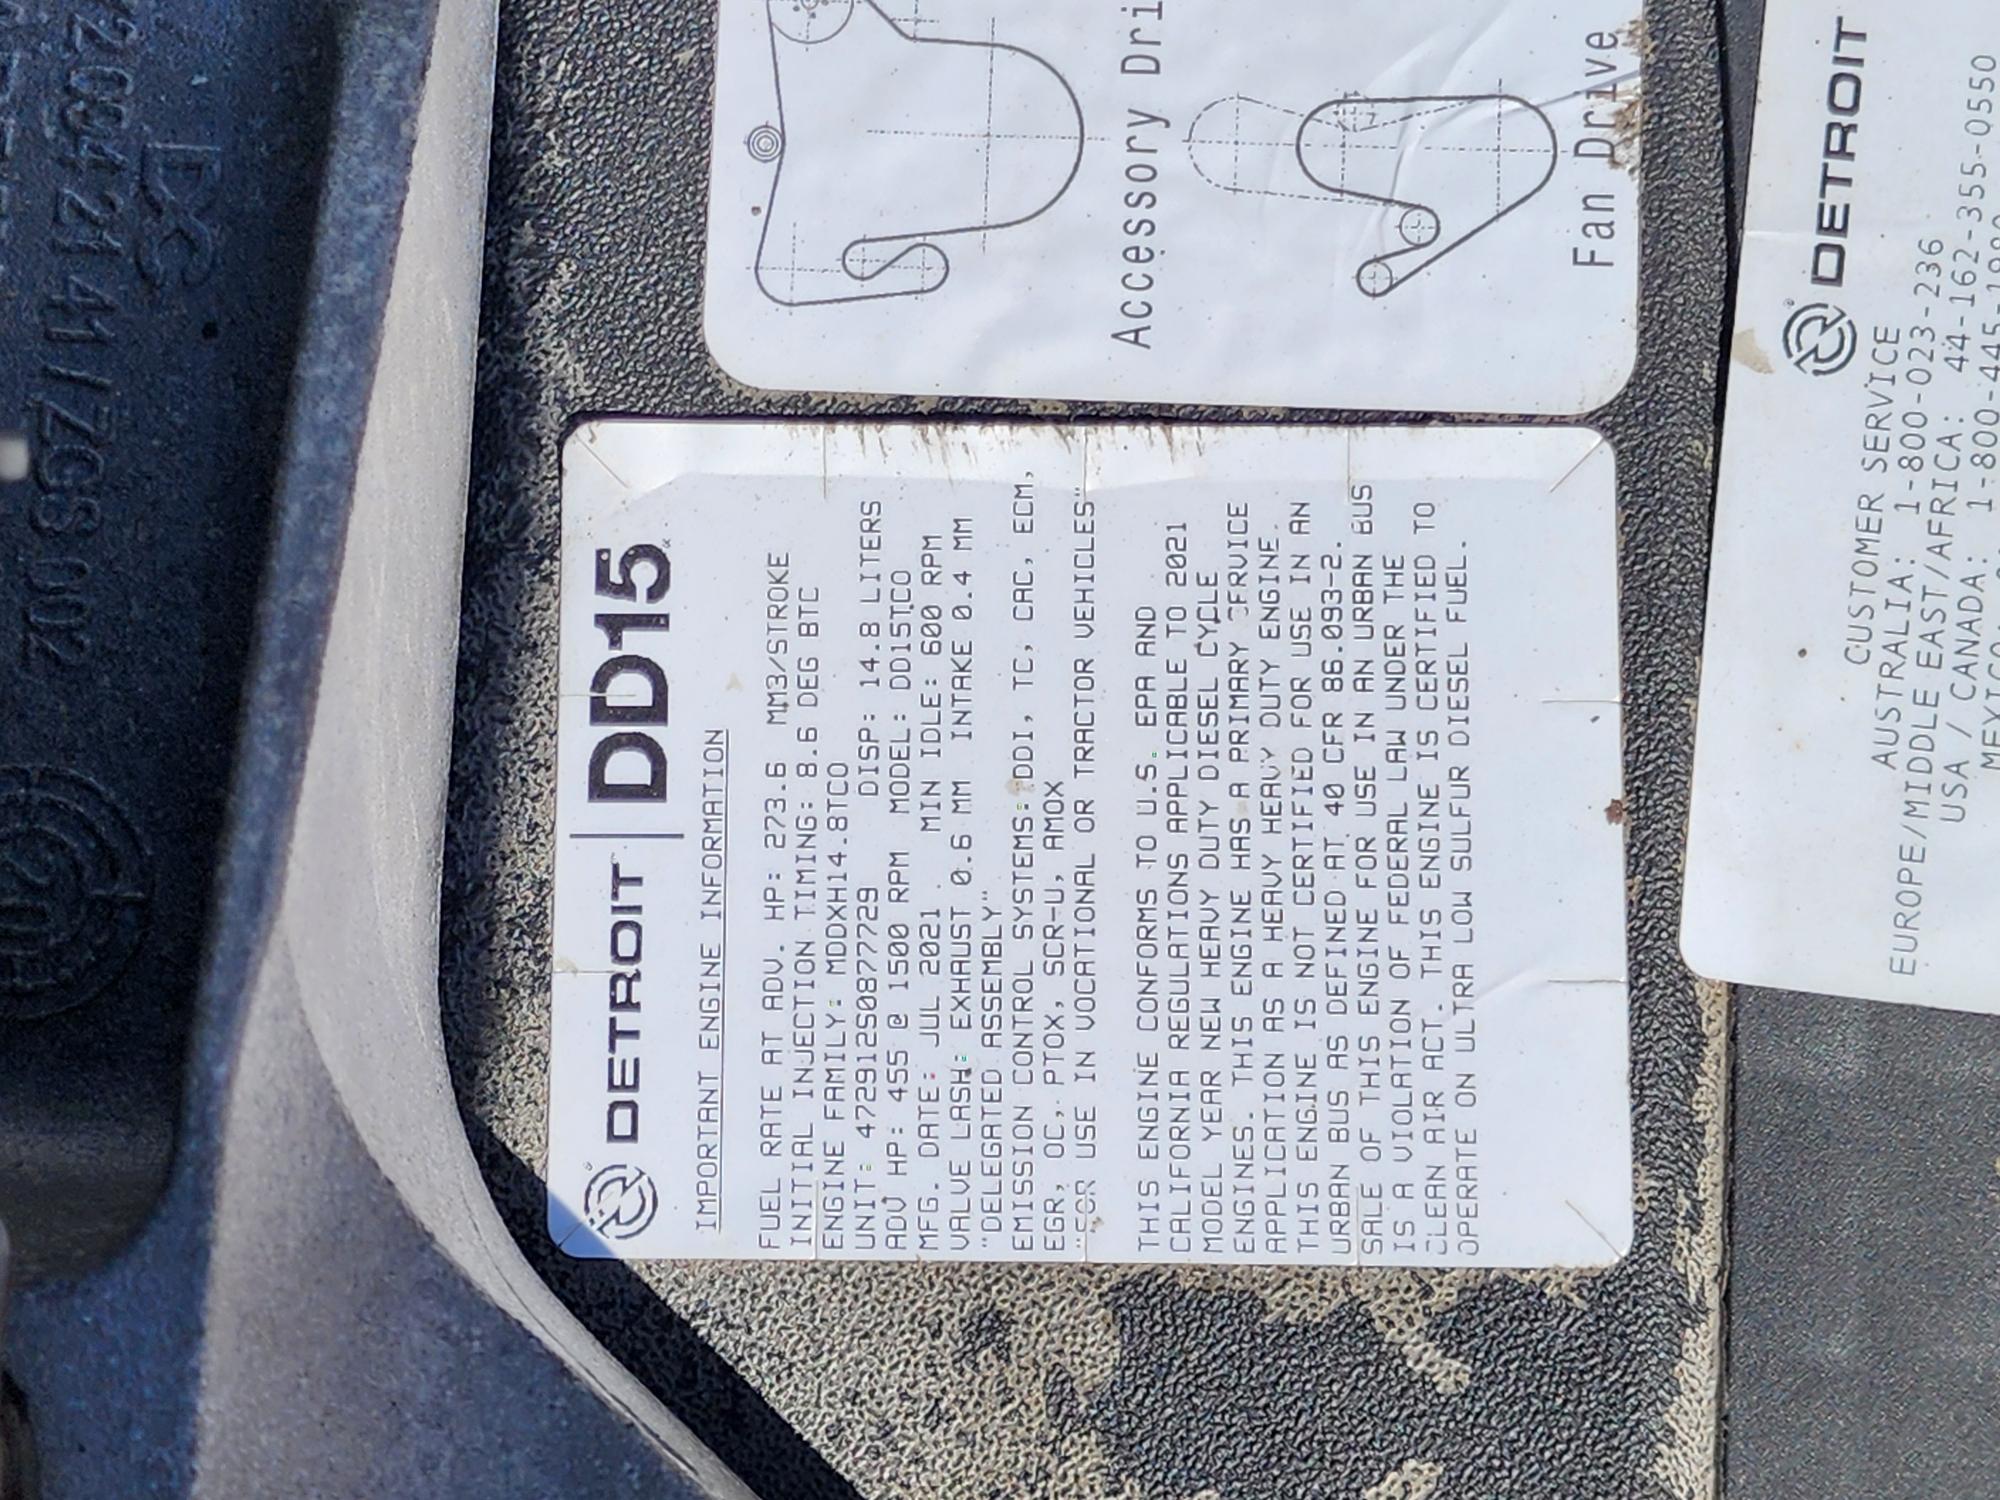 DETROIT DD15
IMPORTANT ENGINE INFORMATION
FUEL RATE AT ADV. HP: 273.6 MM3/STROKE
INITIAL INJECTION TIMING: 8.6 DEG BTC
ENGINE FAMILY: MDDXH14.8TCO
UNIT: 472912S0877729 DISP: 14.8 LITERS
ADV HP: 455 @ 1500 RPM MODEL: DD15TCO
MFG. DATE: JUL 2021 MIN IDLE: 600 RPM
VALVE LASH: EXHAUST 0.6 MM INTAKE 0.4 MM
"DELEGATED ASSEMBLY"
EMISSION CONTROL SYSTEMS: DDI, TC, CAC, ECM,
EGR, OC, PTOX, SCR-U, AMOX
"FOR USE IN VOCATIONAL OR TRACTOR VEHICLES"
THIS ENGINE CONFORMS TO U.S. EPA AND
CALIFORNIA REGULATIONS APPLICABLE TO 2021
MODEL YEAR NEW HEAVY DUTY DIESEL CYCLE
ENGINES. THIS ENGINE HAS A PRIMARY SERVICE
APPLICATION AS A HEAVY HEAVY DUTY ENGINE.
THIS ENGINE IS NOT CERTIFIED FOR USE IN AN
URBAN BUS AS DEFINED AT 40 CFR 86.093-2.
SALE OF THIS ENGINE FOR USE IN AN URBAN BUS
IS A VIOLATION OF FEDERAL LAW UNDER THE
CLEAN AIR ACT. THIS ENGINE IS CERTIFIED TO
OPERATE ON ULTRA LOW SULFUR DIESEL FUEL.
Accessory Dri
Fan Drive
DETROIT
CUSTOMER SERVICE
AUSTRALIA: 1-800-023-236
EUROPE/MIDDLE EAST/AFRICA: 44-162-355-0550
USA / CANADA: 1-800-445-1980
MEXICO:
ZGS 002